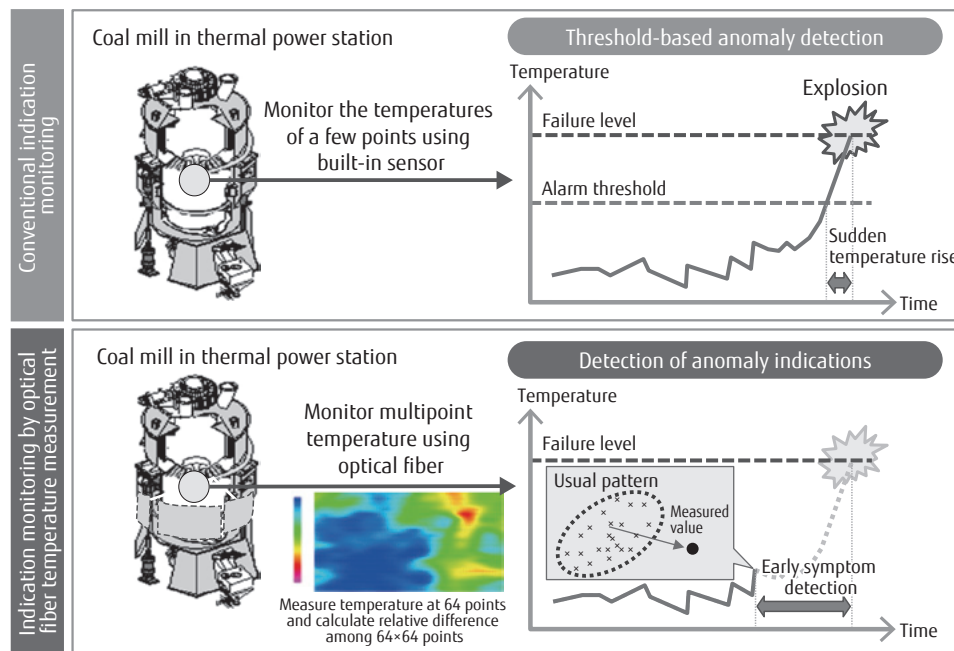 Conventional indication
monitoring
Coal mill in thermal power station
Monitor the temperatures
of a few points using
built-in sensor
Threshold-based anomaly detection
Temperature
Explosion
Failure level
Alarm threshold
Sudden
temperature rise
Time
Indication monitoring by optical
fiber temperature measurement
Coal mill in thermal power station
Monitor multipoint
temperature using
optical fiber
Measure temperature at 64 points
and calculate relative difference
among 64×64 points
Detection of anomaly indications
Temperature
Failure level
Usual pattern
Measured
value
Early symptom
detection
Time